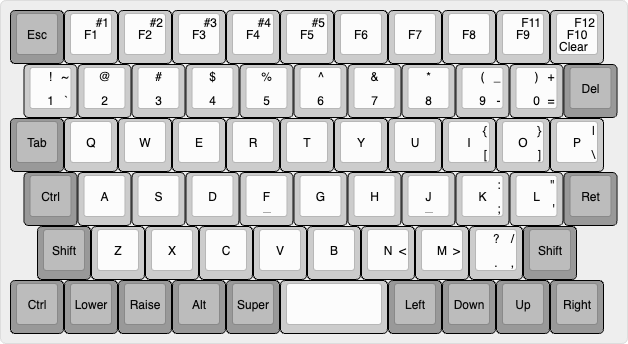 #1 #2 #3 #4 #5 F11 F12
Esc F1 F2 F3 F4 F5 F6 F7 F8 F9 F10
Clear
! ~ @ # $ % ^ & * ( _ ) +
Del
1 ` 2 3 4 5 6 7 8 9 - 0 =
{ } |
Tab Q W E R T Y U I O P
[ ] \
: "
Ctrl A S D F G H J K L Ret
_ _ ; '
? /
Shift Z X C V B N < M > Shift
. ,
Ctrl Lower Raise Alt Super Left Down Up Right